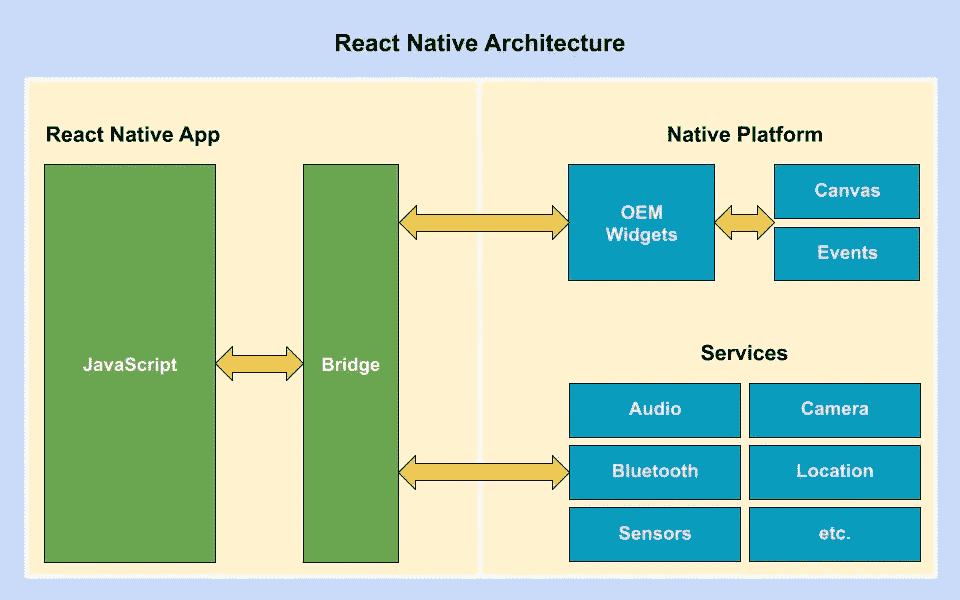 React Native Architecture
React Native App
JavaScript
Bridge
Native Platform
OEM
Widgets
Canvas
Events
Services
Audio
Camera
Bluetooth
Location
Sensors
etc.